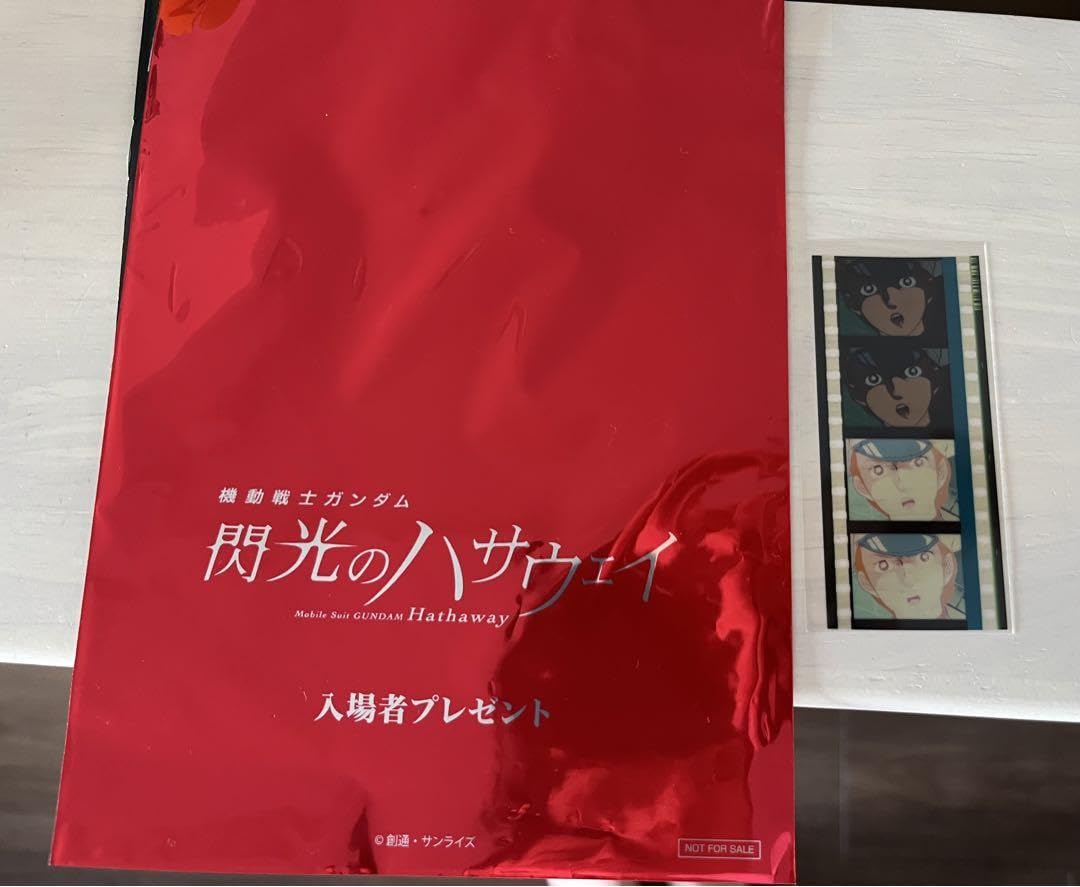 機動戦士ガンダム
閃光のハサウェイ
Mobile Suit GUNDAM Hathaway
入場者プレゼント
©創通・サンライズ
NOT FOR SALE